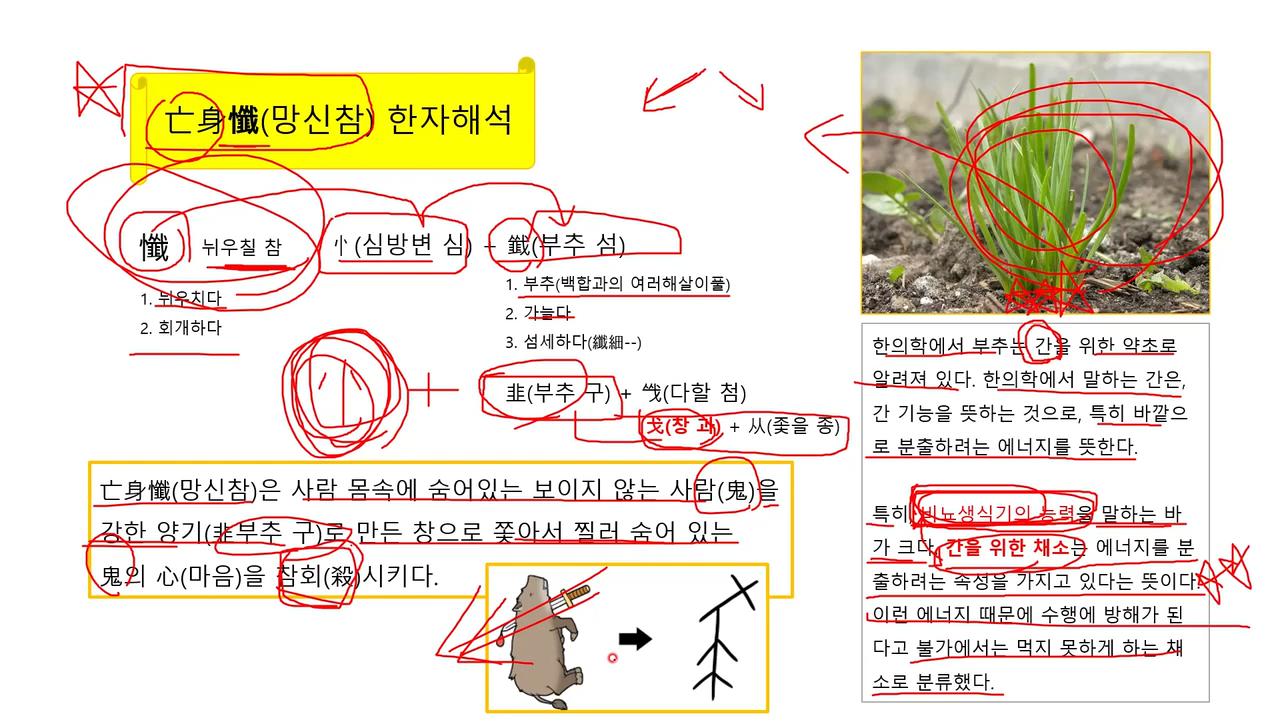 亡身懺(망신참) 한자해석
懺 뉘우칠 참 忄(심방변 심) + 韱(부추 섬)
1. 뉘우치다
2. 회개하다
1. 부추(백합과의 여러해살이풀)
2. 가늘다
3. 섬세하다(纖細--)
韭(부추 구) + 𢦏(다할 첨)
戈(창 과) + 从(좇을 종)
亡身懺(망신참)은 사람 몸속에 숨어있는 보이지 않는 사람(鬼)을
강한 양기(韭부추 구)로 만든 창으로 쫓아서 찔러 숨어 있는
鬼의 心(마음)을 참회(殺)시키다.
한의학에서 부추는 간을 위한 약초로
알려져 있다. 한의학에서 말하는 간은,
간 기능을 뜻하는 것으로, 특히 바깥으
로 분출하려는 에너지를 뜻한다.
특히 비뇨생식기의 능력을 말하는 바
가 크다. 간을 위한 채소는 에너지를 분
출하려는 속성을 가지고 있다는 뜻이다.
이런 에너지 때문에 수행에 방해가 된
다고 불가에서는 먹지 못하게 하는 채
소로 분류했다.